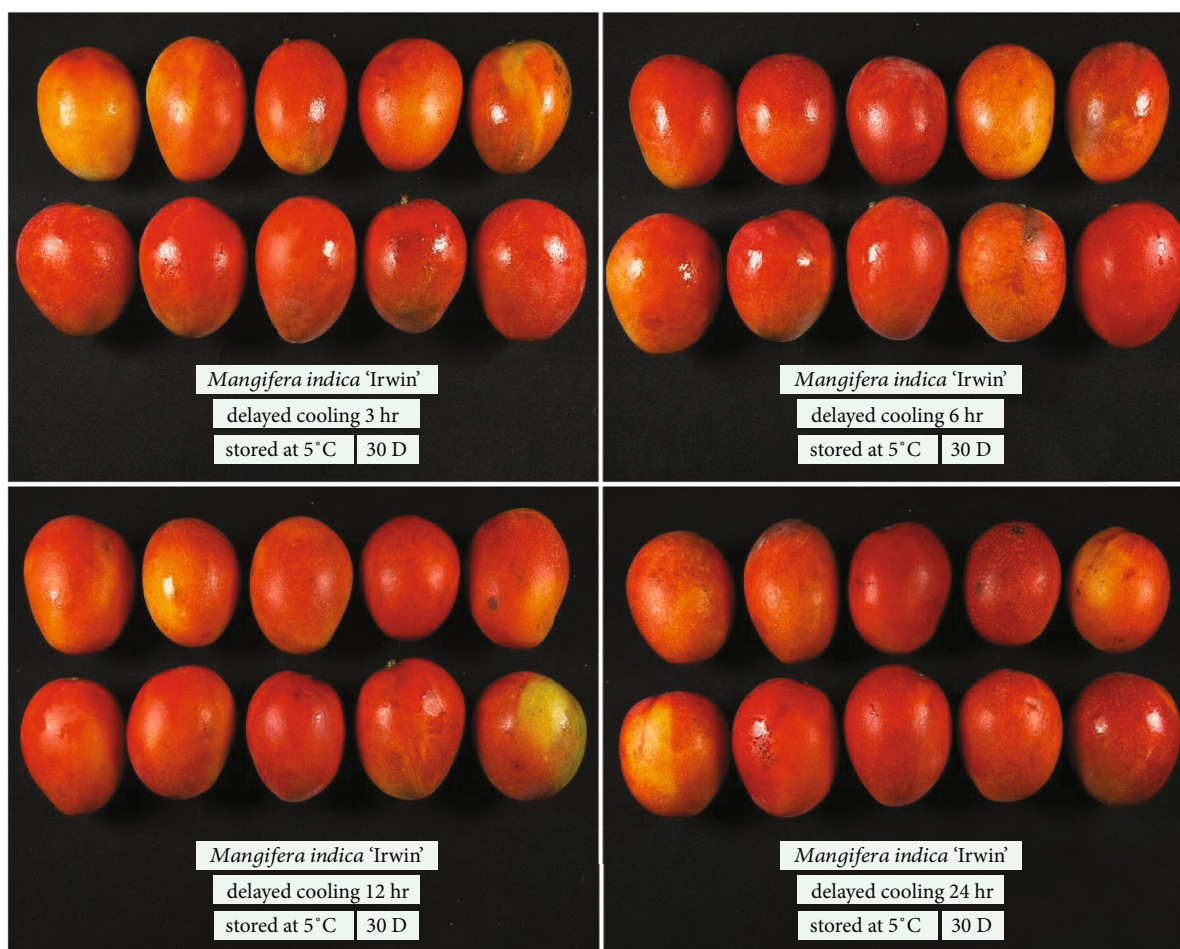 Mangifera indica ‘Irwin’
delayed cooling 3 hr
stored at 5˚C 30 D
Mangifera indica ‘Irwin’
delayed cooling 6 hr
stored at 5˚C 30 D
Mangifera indica ‘Irwin’
delayed cooling 12 hr
stored at 5˚C 30 D
Mangifera indica ‘Irwin’
delayed cooling 24 hr
stored at 5˚C 30 D